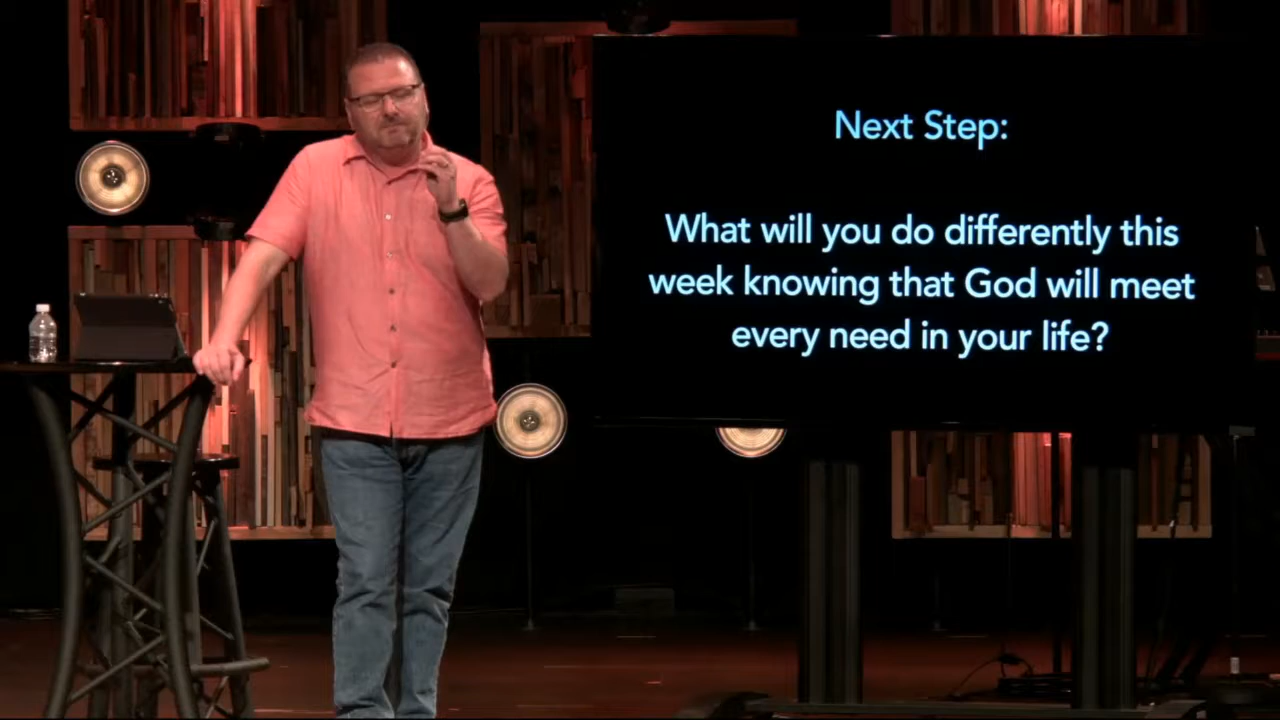 Next Step:
What will you do differently this
week knowing that God will meet
every need in your life?